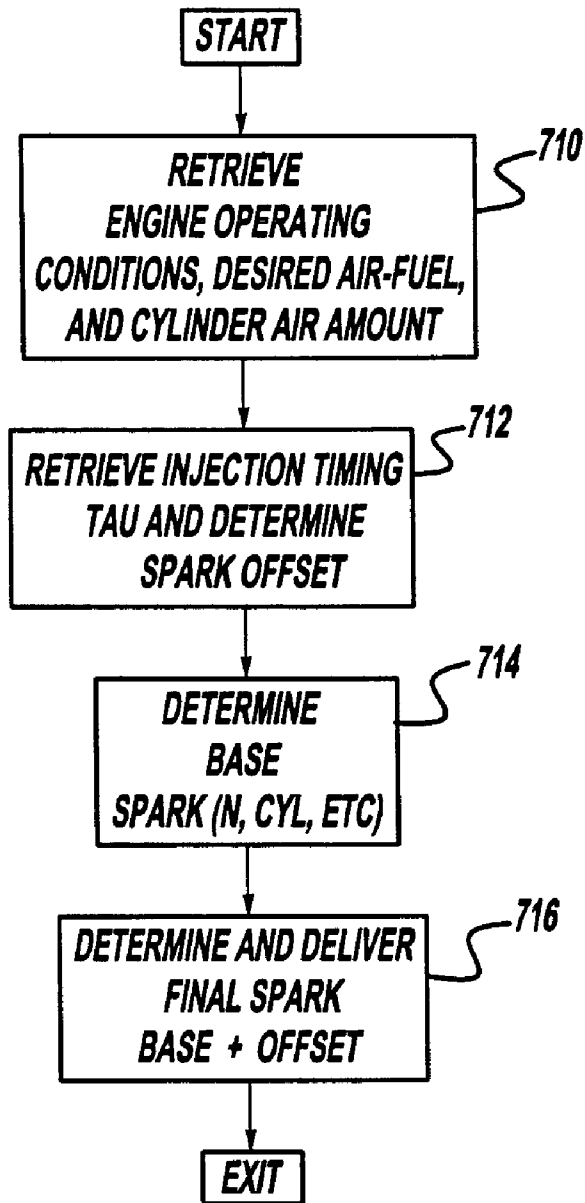 START
710
RETRIEVE
ENGINE OPERATING
CONDITIONS, DESIRED AIR-FUEL,
AND CYLINDER AIR AMOUNT
712
RETRIEVE INJECTION TIMING
TAU AND DETERMINE
SPARK OFFSET
714
DETERMINE
BASE
SPARK (N, CYL, ETC)
716
DETERMINE AND DELIVER
FINAL SPARK
BASE + OFFSET
EXIT